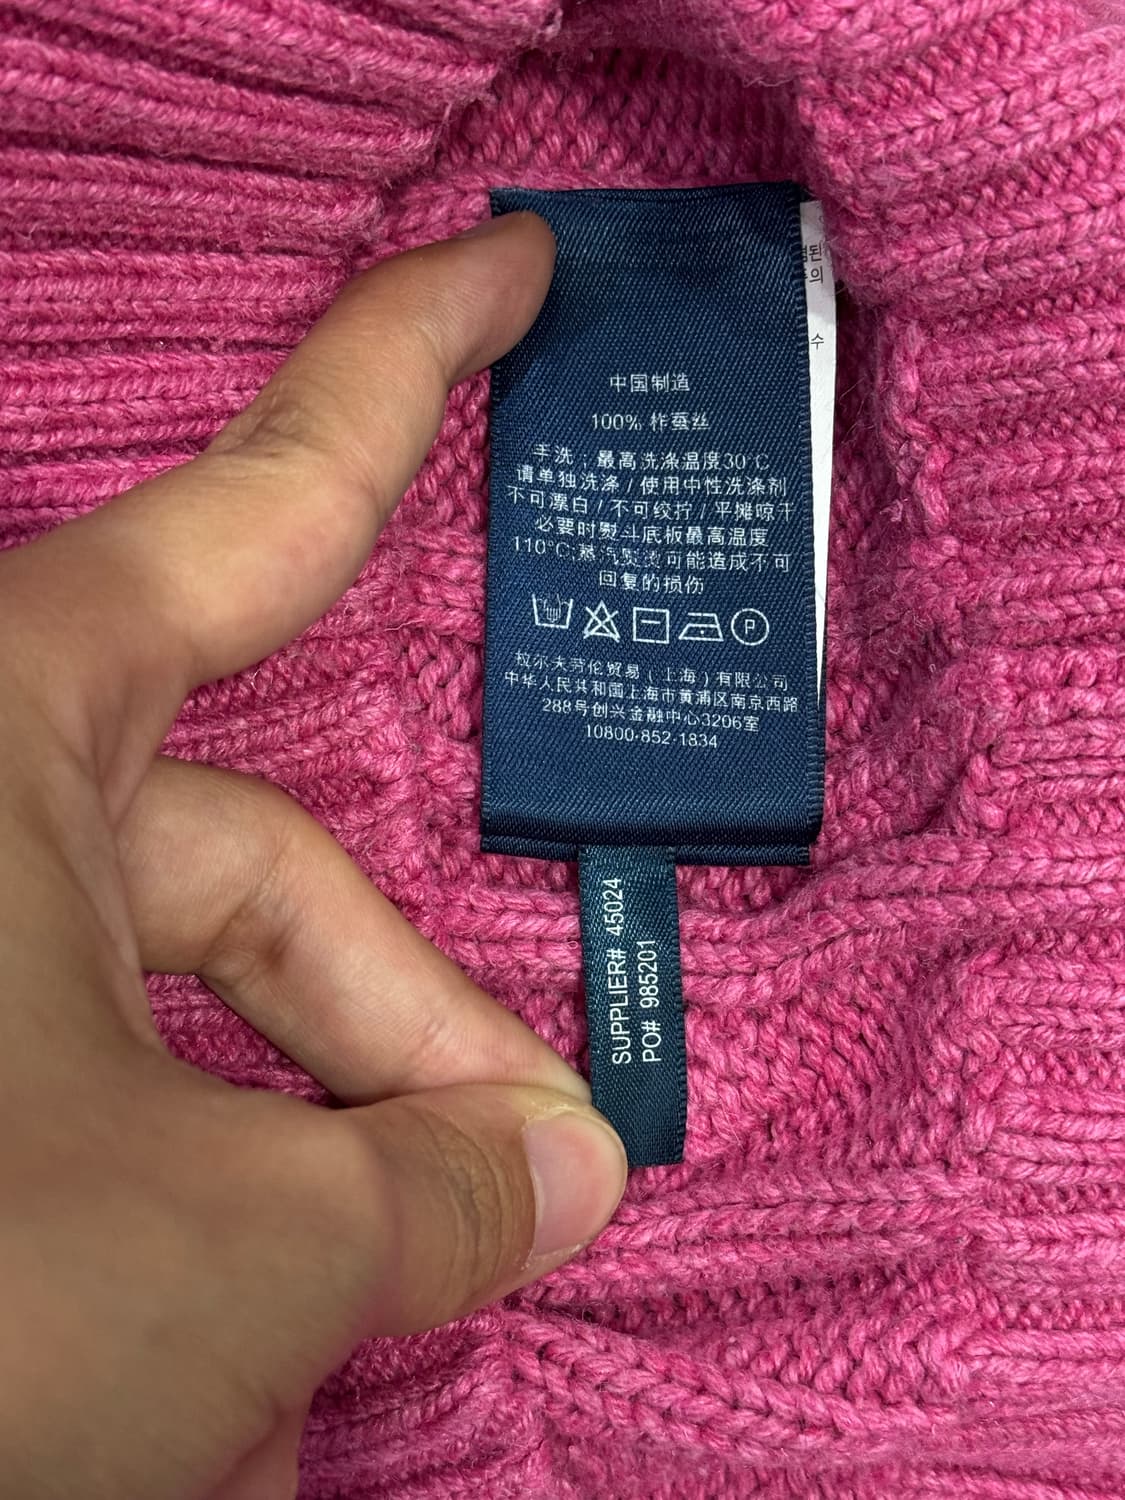 中国制造
100% 柞蚕丝
手洗，最高洗涤温度30°C
请单独洗涤 / 使用中性洗涤剂
不可漂白 / 不可绞拧 / 平摊晾干
必要时熨斗底板最高温度
110°C;蒸汽熨烫可能造成不可
回复的损伤
P
拉尔夫劳伦贸易（上海）有限公司
中华人民共和国上海市黄浦区南京西路
288号创兴金融中心3206室
10800-852-1834
SUPPLIER# 45024
PO# 985201
된
의
수